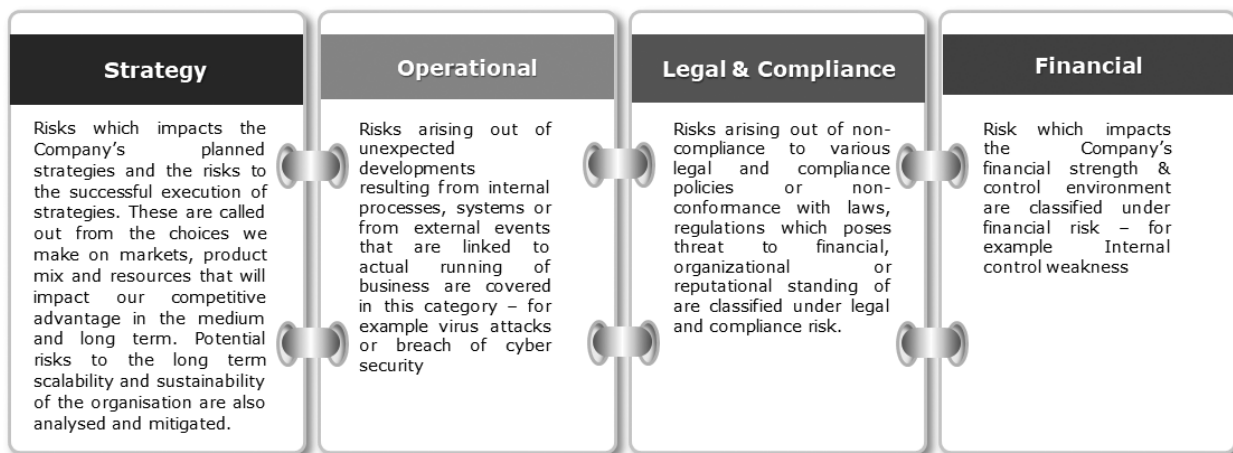 Strategy
Risks which impacts the
Company's planned
strategies and the risks to
the successful execution of
strategies. These are called
out from the choices we
make on markets, product
mix and resources that will
impact our competitive
advantage in the medium
and long term. Potential
risks to the long term
scalability and sustainability
of the organisation are also
analysed and mitigated.
Operational
Risks arising out of
unexpected
developments
resulting from internal
processes, systems or
from external events
that are linked to
actual running of
business are covered
in this category – for
example virus attacks
or breach of cyber
security
Legal & Compliance
Risks arising out of non-
compliance to various
legal and compliance
policies or non-
conformance with laws,
regulations which poses
threat to financial,
organizational or
reputational standing of
are classified under legal
and compliance risk.
Financial
Risk which impacts
the Company's
financial strength &
control environment
are classified under
financial risk – for
example Internal
control weakness